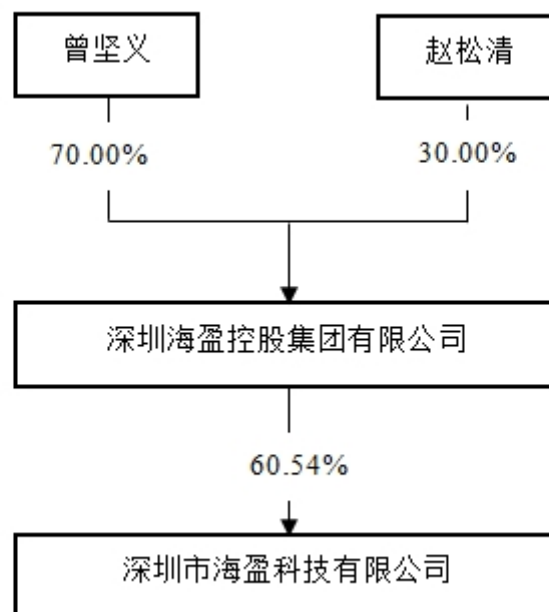 曾坚义
赵松清
70.00%
30.00%
深圳海盈控股集团有限公司
60.54%
深圳市海盈科技有限公司